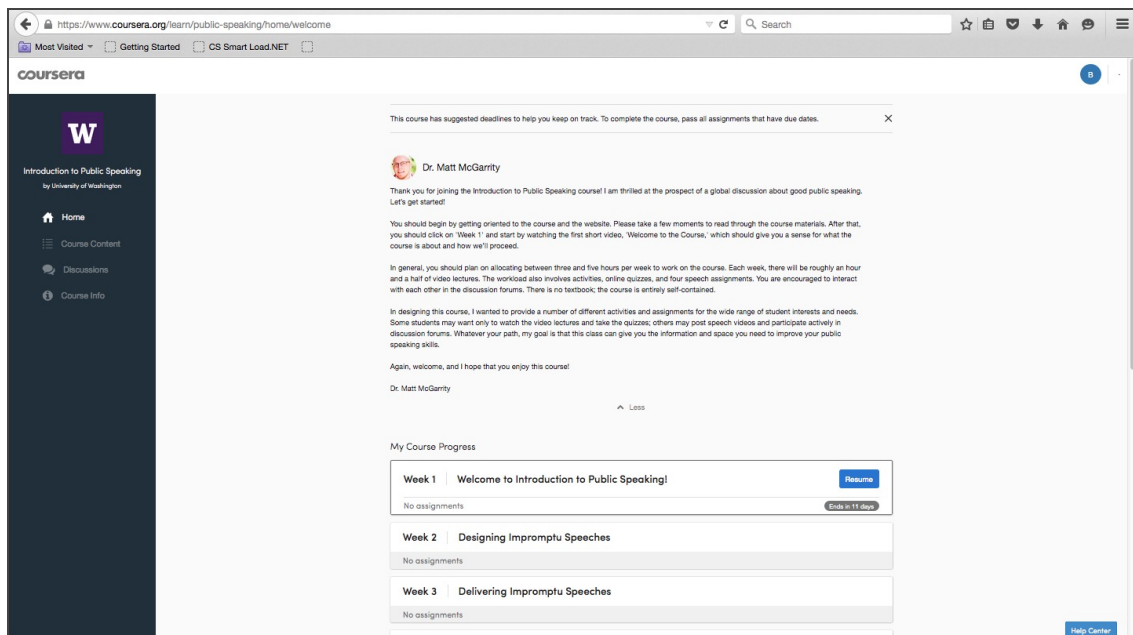 https://www.coursera.org/learn/public-speaking/home/welcome
Search
Most Visited
Getting Started
CS Smart Load.NET
coursera
B
W
Introduction to Public Speaking
by University of Washington
Home
Course Content
Discussions
Course Info
This course has suggested deadlines to help you keep on track. To complete the course, pass all assignments that have due dates.
Dr. Matt McGarrity
Thank you for joining the Introduction to Public Speaking course! I am thrilled at the prospect of a global discussion about good public speaking.
Let's get started!
You should begin by getting oriented to the course and the website. Please take a few moments to read through the course materials. After that,
you should click on 'Week 1' and start by watching the first short video, 'Welcome to the Course,' which should give you a sense for what the
course is about and how we'll proceed.
In general, you should plan on allocating between three and five hours per week to work on the course. Each week, there will be roughly an hour
and a half of video lectures. The workload also involves activities, online quizzes, and four speech assignments. You are encouraged to interact
with each other in the discussion forums. There is no textbook; the course is entirely self-contained.
In designing this course, I wanted to provide a number of different activities and assignments for the wide range of student interests and needs.
Some students may want only to watch the video lectures and take the quizzes; others may post speech videos and participate actively in
discussion forums. Whatever your path, my goal is that this class can give you the information and space you need to improve your public
speaking skills.
Again, welcome, and I hope that you enjoy this course!
Dr. Matt McGarrity
Less
My Course Progress
Week 1 Welcome to Introduction to Public Speaking!
Resume
No assignments
Ends in 11 days
Week 2 Designing Impromptu Speeches
No assignments
Week 3 Delivering Impromptu Speeches
No assignments
Help Center